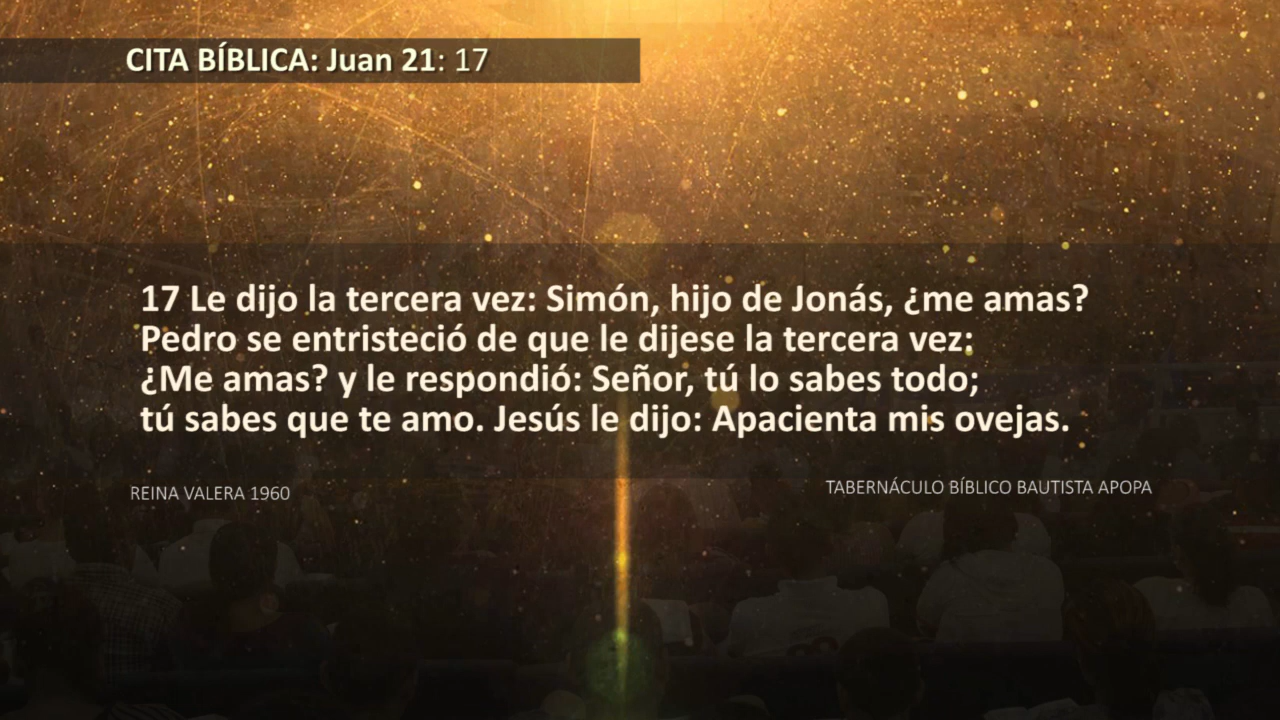 CITA BÍBLICA: Juan 21: 17
17 Le dijo la tercera vez: Simón, hijo de Jonás, ¿me amas?
Pedro se entristeció de que le dijese la tercera vez:
¿Me amas? y le respondió: Señor, tú lo sabes todo;
tú sabes que te amo. Jesús le dijo: Apacienta mis ovejas.
REINA VALERA 1960
TABERNÁCULO BÍBLICO BAUTISTA APOPA